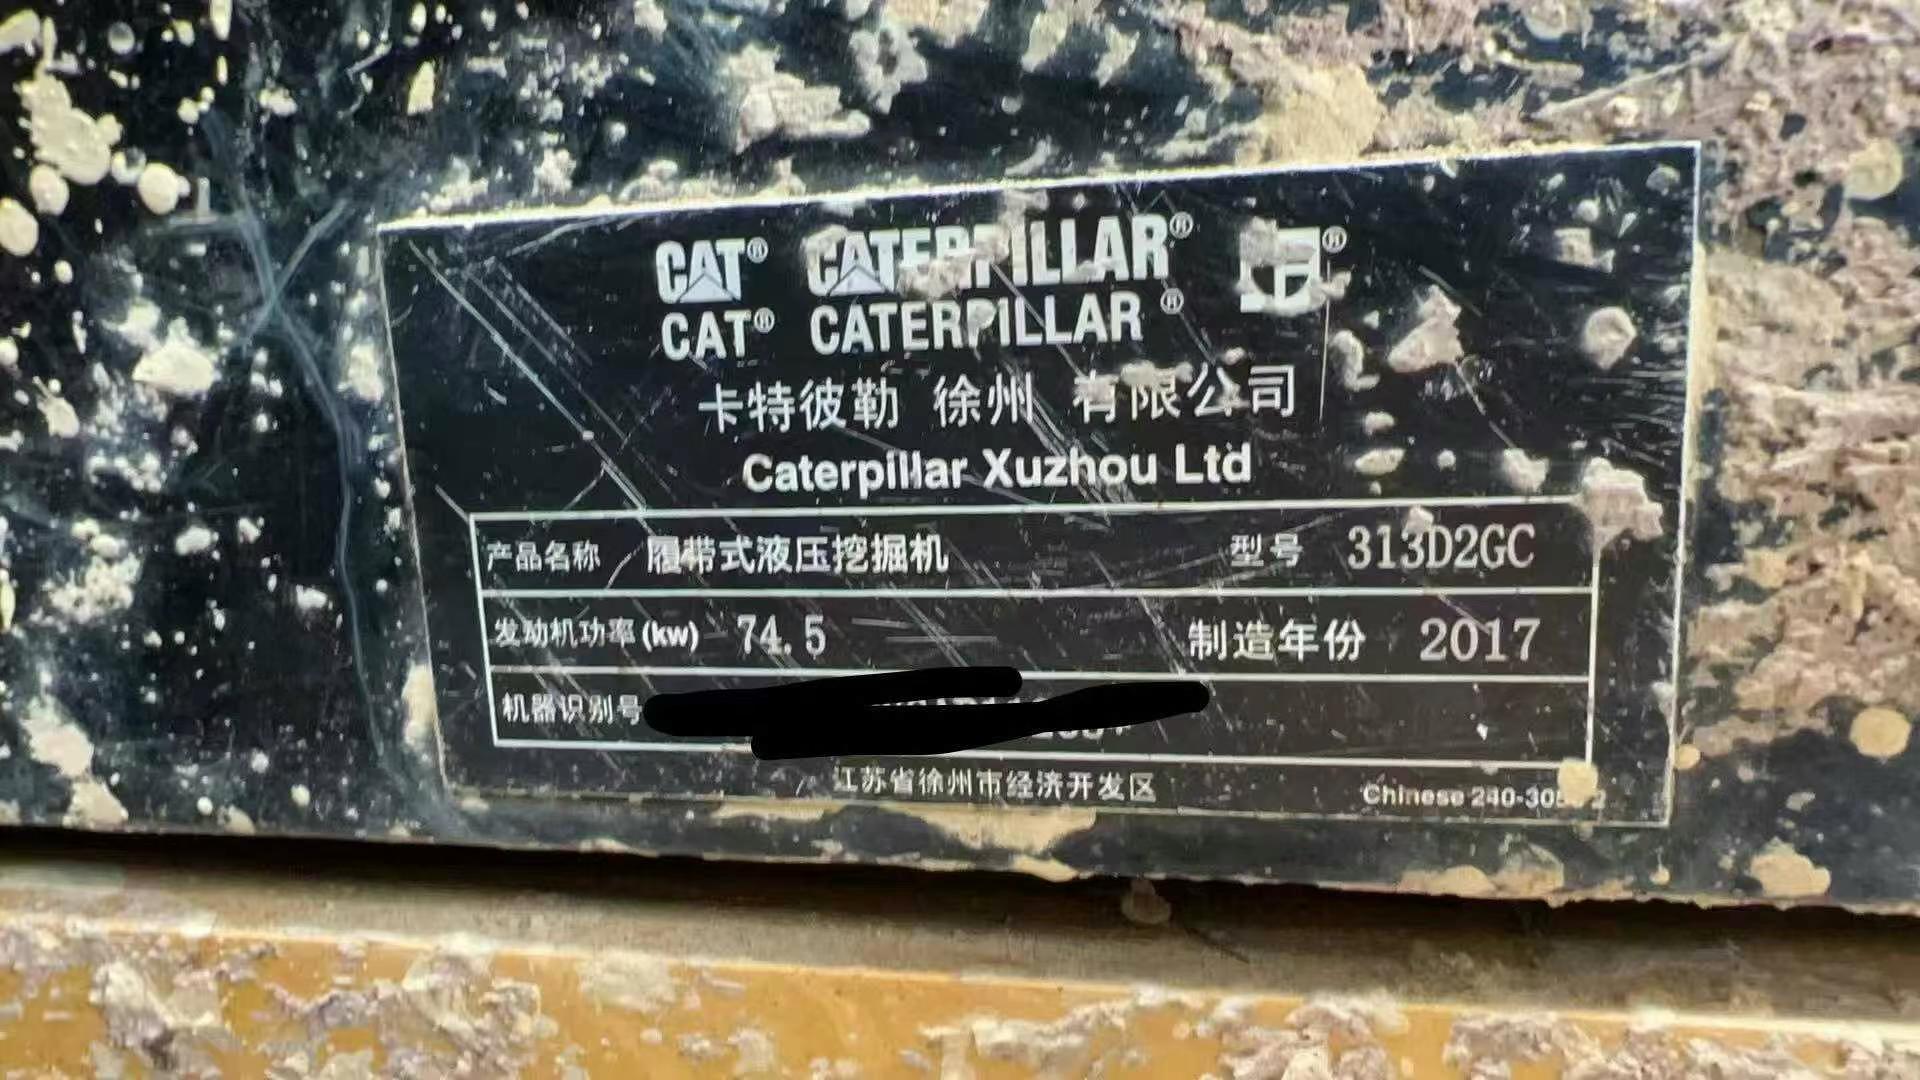 CAT® CATERPILLAR® ®
CAT® CATERPILLAR®
卡特彼勒 徐州 有限公司
Caterpillar Xuzhou Ltd
产品名称 履带式液压挖掘机 型号 313D2GC
发动机功率(kw) 74.5 制造年份 2017
机器识别号
江苏省徐州市经济开发区
Chinese